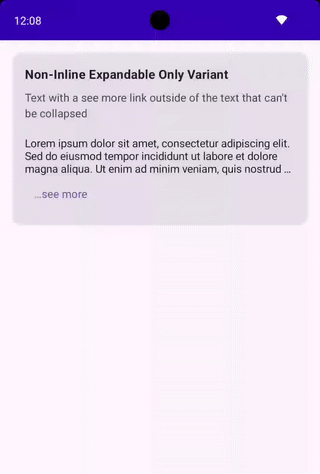 12:08
Non-Inline Expandable Only Variant
Text with a see more link outside of the text that can't
be collapsed
Lorem ipsum dolor sit amet, consectetur adipiscing elit.
Sed do eiusmod tempor incididunt ut labore et dolore
magna aliqua. Ut enim ad minim veniam, quis nostrud ...
...see more